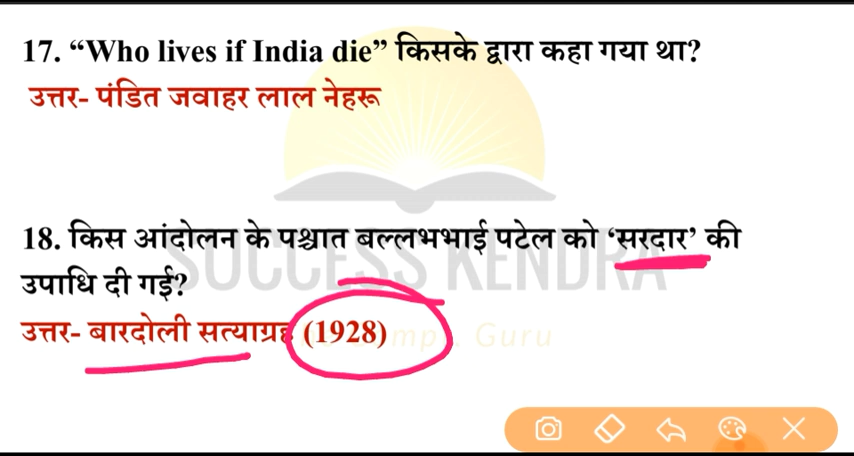 17. “Who lives if India die” किसके द्वारा कहा गया था?
उत्तर- पंडित जवाहर लाल नेहरू
18. किस आंदोलन के पश्चात बल्लभभाई पटेल को ‘सरदार’ की
उपाधि दी गई?
उत्तर- बारदोली सत्याग्रह (1928)
SUCCESS KENDRA
Guru